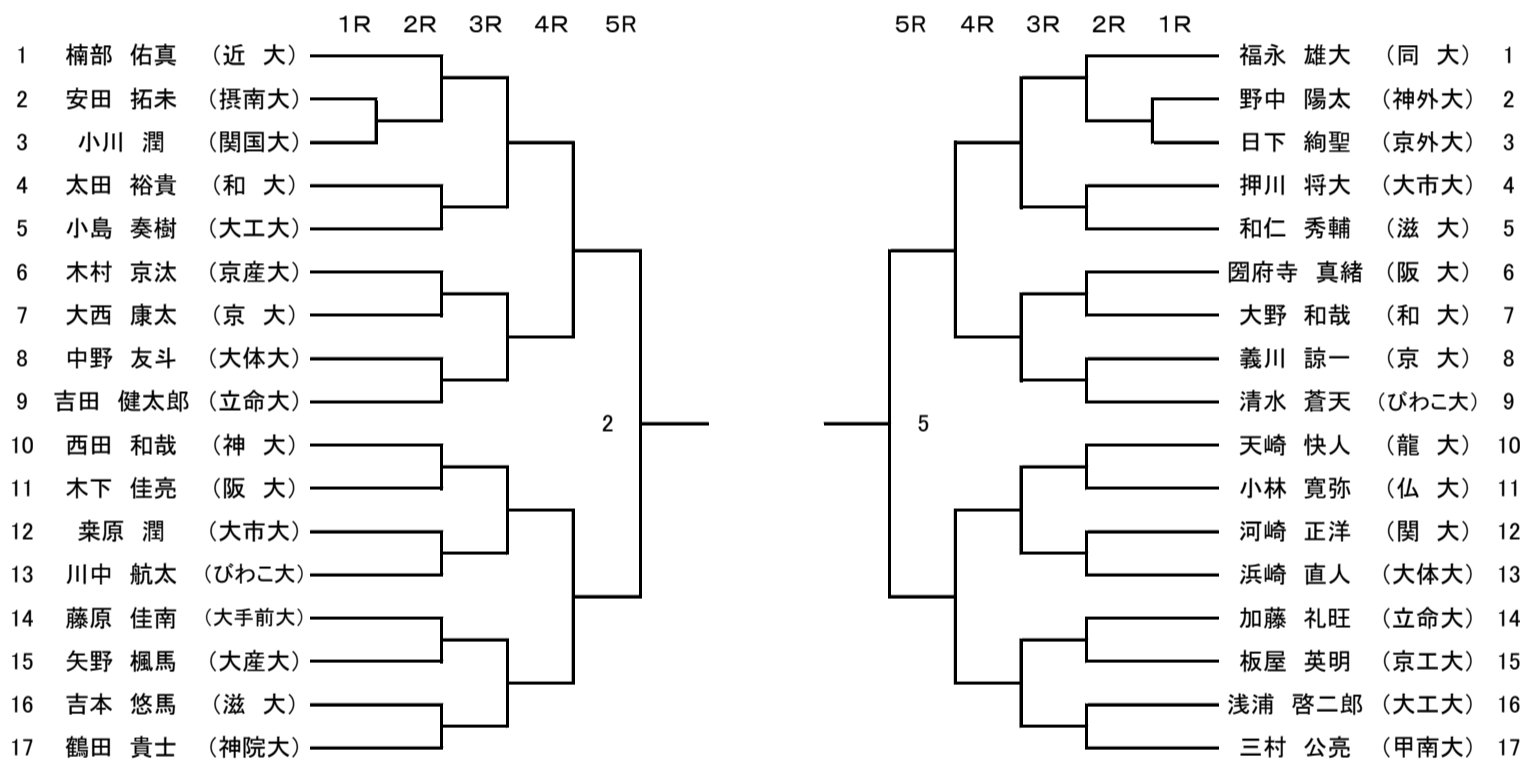 1R 2R 3R 4R 5R 5R 4R 3R 2R 1R
1 楠部 佑真 (近 大) 福永 雄大 (同 大) 1
2 安田 拓未 (摂南大) 野中 陽太 (神外大) 2
3 小川 潤 (関国大) 日下 絢聖 (京外大) 3
4 太田 裕貴 (和 大) 押川 将大 (大市大) 4
5 小島 奏樹 (大工大) 和仁 秀輔 (滋 大) 5
6 木村 京汰 (京産大) 府寺 真緒 (阪 大) 6
7 大西 康太 (京 大) 大野 和哉 (和 大) 7
8 中野 友斗 (大体大) 義川 諒一 (京 大) 8
9 吉田 健太郎 (立命大) 清水 蒼天 (びわこ大) 9
2 5
10 西田 和哉 (神 大) 天崎 快人 (龍 大) 10
11 木下 佳亮 (阪 大) 小林 寛弥 (仏 大) 11
12 桒原 潤 (大市大) 河崎 正洋 (関 大) 12
13 川中 航太 (びわこ大) 浜崎 直人 (大体大) 13
14 藤原 佳南 (大手前大) 加藤 礼旺 (立命大) 14
15 矢野 楓馬 (大産大) 板屋 英明 (京工大) 15
16 吉本 悠馬 (滋 大) 浅浦 啓二郎 (大工大) 16
17 鶴田 貴士 (神院大) 三村 公亮 (甲南大) 17